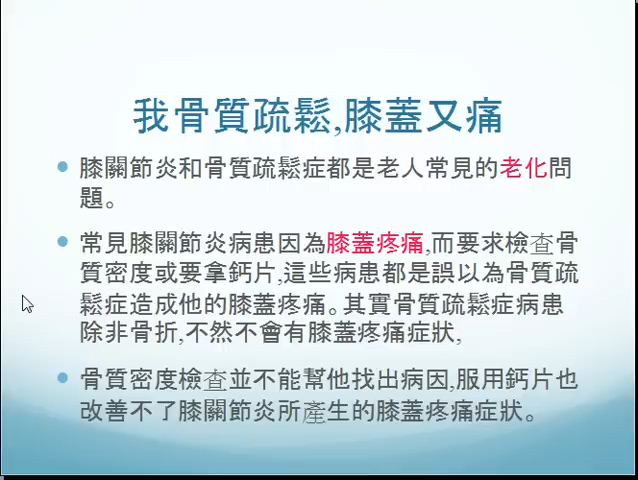 我骨質疏鬆,膝蓋又痛
膝關節炎和骨質疏鬆症都是老人常見的老化問
題。
常見膝關節炎病患因為膝蓋疼痛,而要求檢查骨
質密度或要拿鈣片,這些病患都是誤以為骨質疏
鬆症造成他的膝蓋疼痛。其實骨質疏鬆症病患
除非骨折,不然不會有膝蓋疼痛症狀,
骨質密度檢查並不能幫他找出病因,服用鈣片也
改善不了膝關節炎所產生的膝蓋疼痛症狀。